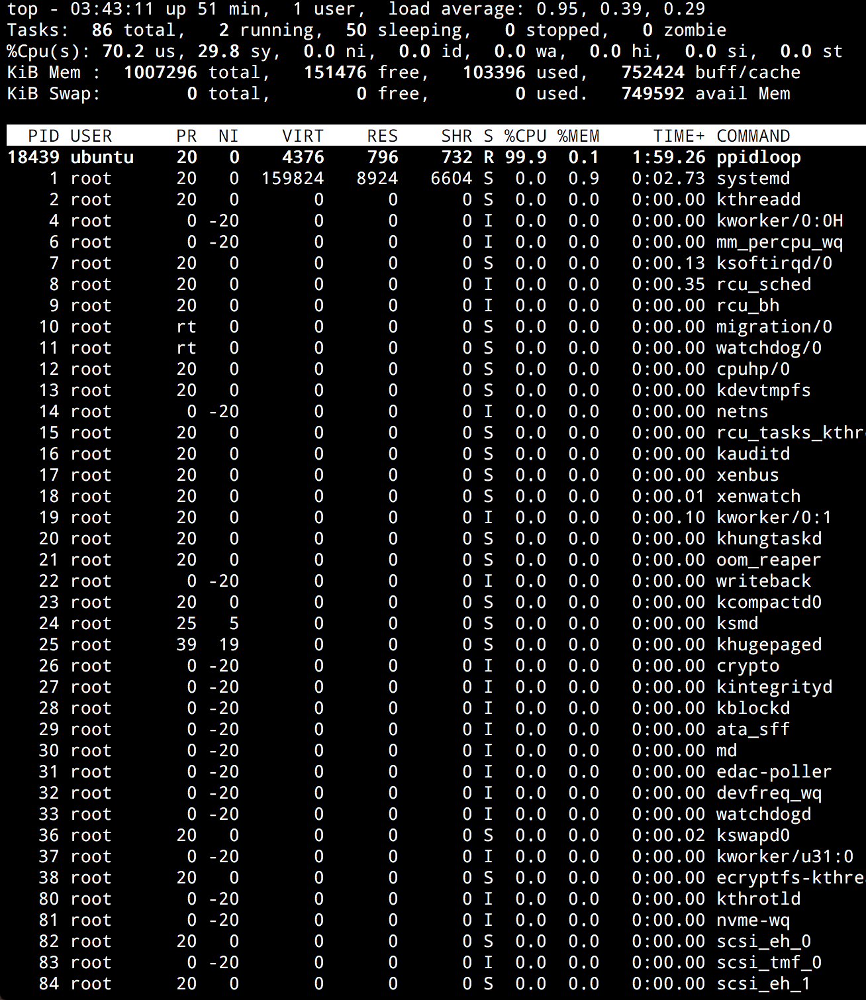 top - 03:43:11 up 51 min,  1 user,  load average: 0.95, 0.39, 0.29
Tasks:  86 total,   2 running,  50 sleeping,   0 stopped,   0 zombie
%Cpu(s): 70.2 us, 29.8 sy,  0.0 ni,  0.0 id,  0.0 wa,  0.0 hi,  0.0 si,  0.0 st
KiB Mem :  1007296 total,   151476 free,   103396 used,   752424 buff/cache
KiB Swap:        0 total,        0 free,        0 used.   749592 avail Mem
PID USER      PR  NI    VIRT    RES    SHR S %CPU %MEM     TIME+ COMMAND
18439 ubuntu    20   0    4376    796    732 R 99.9  0.1   1:59.26 ppidloop
1 root      20   0  159824   8924   6604 S  0.0  0.9   0:02.73 systemd
2 root      20   0       0      0      0 S  0.0  0.0   0:00.00 kthreadd
4 root       0 -20       0      0      0 I  0.0  0.0   0:00.00 kworker/0:0H
6 root       0 -20       0      0      0 I  0.0  0.0   0:00.00 mm_percpu_wq
7 root      20   0       0      0      0 S  0.0  0.0   0:00.13 ksoftirqd/0
8 root      20   0       0      0      0 I  0.0  0.0   0:00.35 rcu_sched
9 root      20   0       0      0      0 I  0.0  0.0   0:00.00 rcu_bh
10 root      rt   0       0      0      0 S  0.0  0.0   0:00.00 migration/0
11 root      rt   0       0      0      0 S  0.0  0.0   0:00.00 watchdog/0
12 root      20   0       0      0      0 S  0.0  0.0   0:00.00 cpuhp/0
13 root      20   0       0      0      0 S  0.0  0.0   0:00.00 kdevtmpfs
14 root       0 -20       0      0      0 I  0.0  0.0   0:00.00 netns
15 root      20   0       0      0      0 S  0.0  0.0   0:00.00 rcu_tasks_kthr
16 root      20   0       0      0      0 S  0.0  0.0   0:00.00 kauditd
17 root      20   0       0      0      0 S  0.0  0.0   0:00.00 xenbus
18 root      20   0       0      0      0 S  0.0  0.0   0:00.01 xenwatch
19 root      20   0       0      0      0 I  0.0  0.0   0:00.10 kworker/0:1
20 root      20   0       0      0      0 S  0.0  0.0   0:00.00 khungtaskd
21 root      20   0       0      0      0 S  0.0  0.0   0:00.00 oom_reaper
22 root       0 -20       0      0      0 I  0.0  0.0   0:00.00 writeback
23 root      20   0       0      0      0 S  0.0  0.0   0:00.00 kcompactd0
24 root      25   5       0      0      0 S  0.0  0.0   0:00.00 ksmd
25 root      39  19       0      0      0 S  0.0  0.0   0:00.00 khugepaged
26 root       0 -20       0      0      0 I  0.0  0.0   0:00.00 crypto
27 root       0 -20       0      0      0 I  0.0  0.0   0:00.00 kintegrityd
28 root       0 -20       0      0      0 I  0.0  0.0   0:00.00 kblockd
29 root       0 -20       0      0      0 I  0.0  0.0   0:00.00 ata_sff
30 root       0 -20       0      0      0 I  0.0  0.0   0:00.00 md
31 root       0 -20       0      0      0 I  0.0  0.0   0:00.00 edac-poller
32 root       0 -20       0      0      0 I  0.0  0.0   0:00.00 devfreq_wq
33 root       0 -20       0      0      0 I  0.0  0.0   0:00.00 watchdogd
36 root      20   0       0      0      0 S  0.0  0.0   0:00.02 kswapd0
37 root       0 -20       0      0      0 I  0.0  0.0   0:00.00 kworker/u31:0
38 root      20   0       0      0      0 S  0.0  0.0   0:00.00 ecryptfs-kthre
80 root       0 -20       0      0      0 I  0.0  0.0   0:00.00 kthrotld
81 root       0 -20       0      0      0 I  0.0  0.0   0:00.00 nvme-wq
82 root      20   0       0      0      0 S  0.0  0.0   0:00.00 scsi_eh_0
83 root       0 -20       0      0      0 I  0.0  0.0   0:00.00 scsi_tmf_0
84 root      20   0       0      0      0 S  0.0  0.0   0:00.00 scsi_eh_1